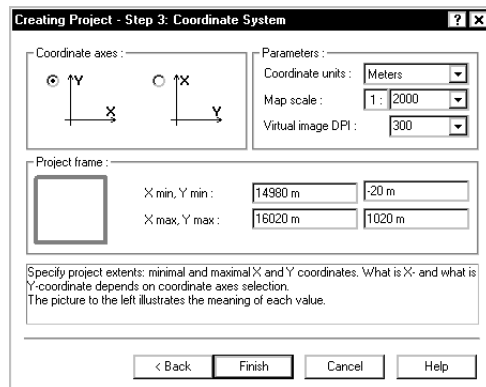 Creating Project - Step 3: Coordinate System
Coordinate axes :
Y
X
X
Y
Parameters :
Coordinate units : Meters
Map scale : 1 : 2000
Virtual image DPI : 300
Project frame :
X min, Y min : 14980 m -20 m
X max, Y max : 16020 m 1020 m
Specify project extents: minimal and maximal X and Y coordinates. What is X- and what is
Y-coordinate depends on coordinate axes selection.
The picture to the left illustrates the meaning of each value.
< Back Finish Cancel Help